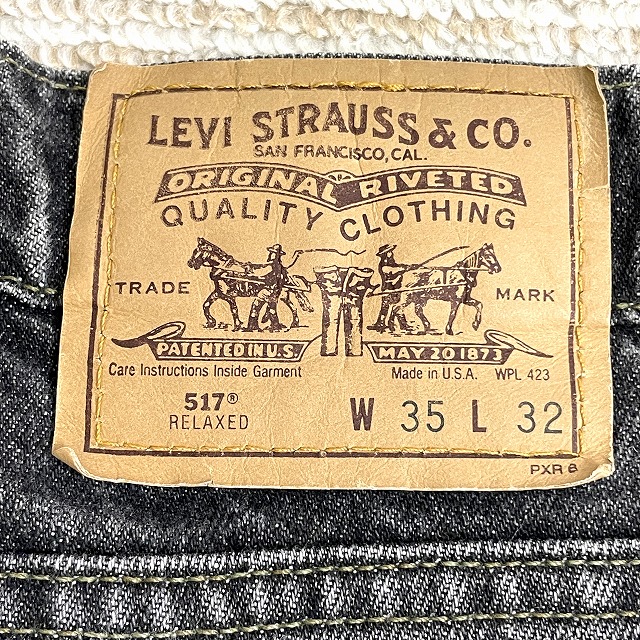 LEVI STRAUSS & CO.
SAN FRANCISCO, CAL.
ORIGINAL RIVETED
QUALITY CLOTHING
TRADE MARK
PATENTED IN U.S. MAY 20 1873
Care Instructions Inside Garment Made in U.S.A. WPL 423
517® W 35 L 32
RELAXED
PXR 6